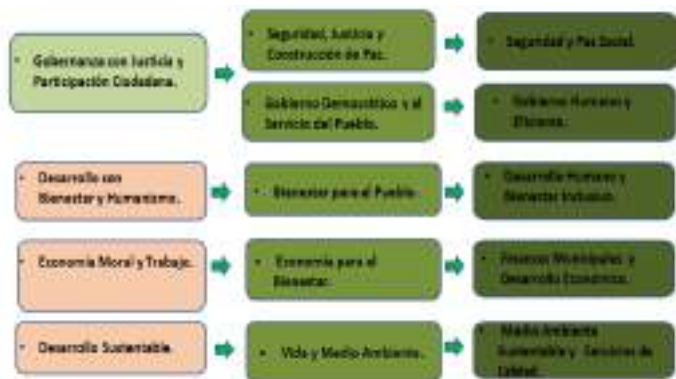 Gobernanza con Justicia y
Participación Ciudadana.
Seguridad, Justicia y
Construcción de Paz.
Seguridad y Paz Social.
Gobierno Democrático y al
Servicio del Pueblo.
Gobierno Humano y
Eficiente.
Desarrollo con
Bienestar y Humanismo.
Bienestar para el Pueblo.
Desarrollo Humano y
Bienestar Inclusivo.
Economía Moral y Trabajo.
Economía para el
Bienestar.
Finanzas Municipales y
Desarrollo Económico.
Desarrollo Sustentable.
Vida y Medio Ambiente.
Medio Ambiente
Sustentable y Servicios de
Calidad.